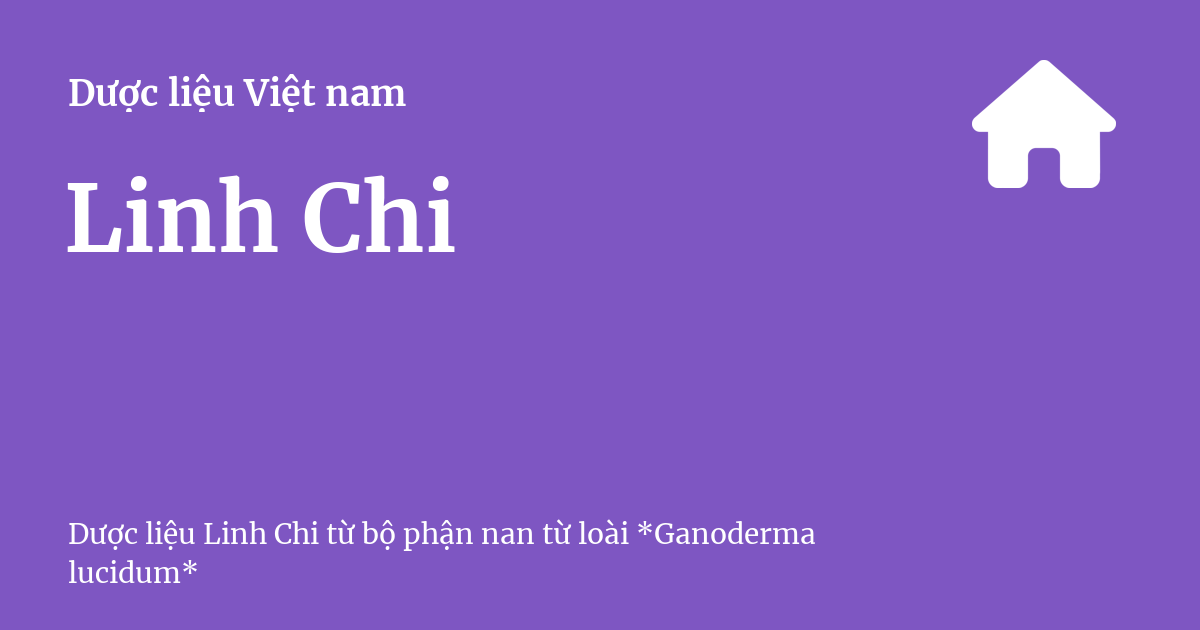 Dược liệu Việt nam
Linh Chi
Dược liệu Linh Chi từ bộ phận nan từ loài *Ganoderma
lucidum*